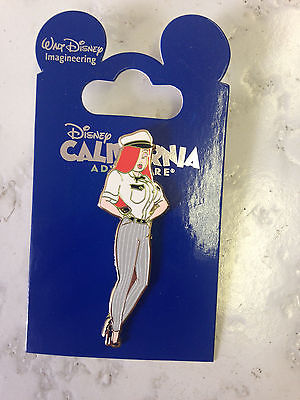 WALT DISNEY
Imagineering
DISNEY
CALIFORNIA
ADVENTURE®